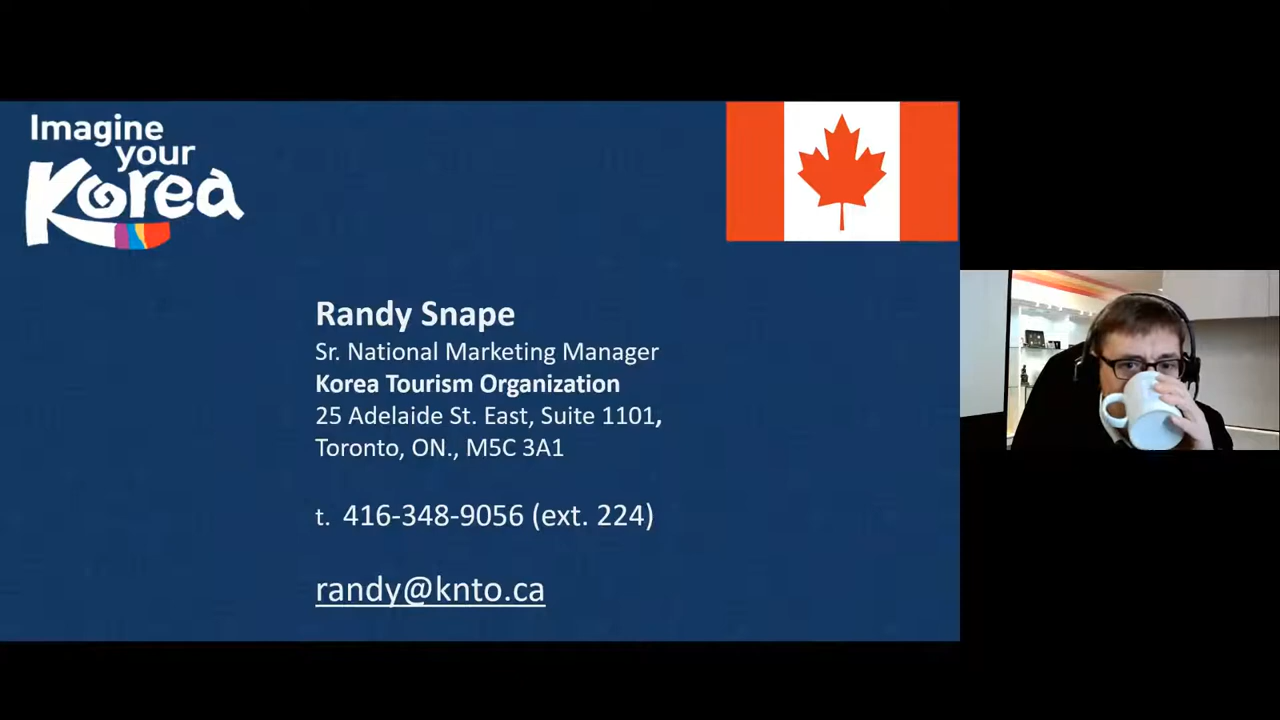 Imagine
your
Korea
Randy Snape
Sr. National Marketing Manager
Korea Tourism Organization
25 Adelaide St. East, Suite 1101,
Toronto, ON., M5C 3A1
t. 416-348-9056 (ext. 224)
randy@knto.ca